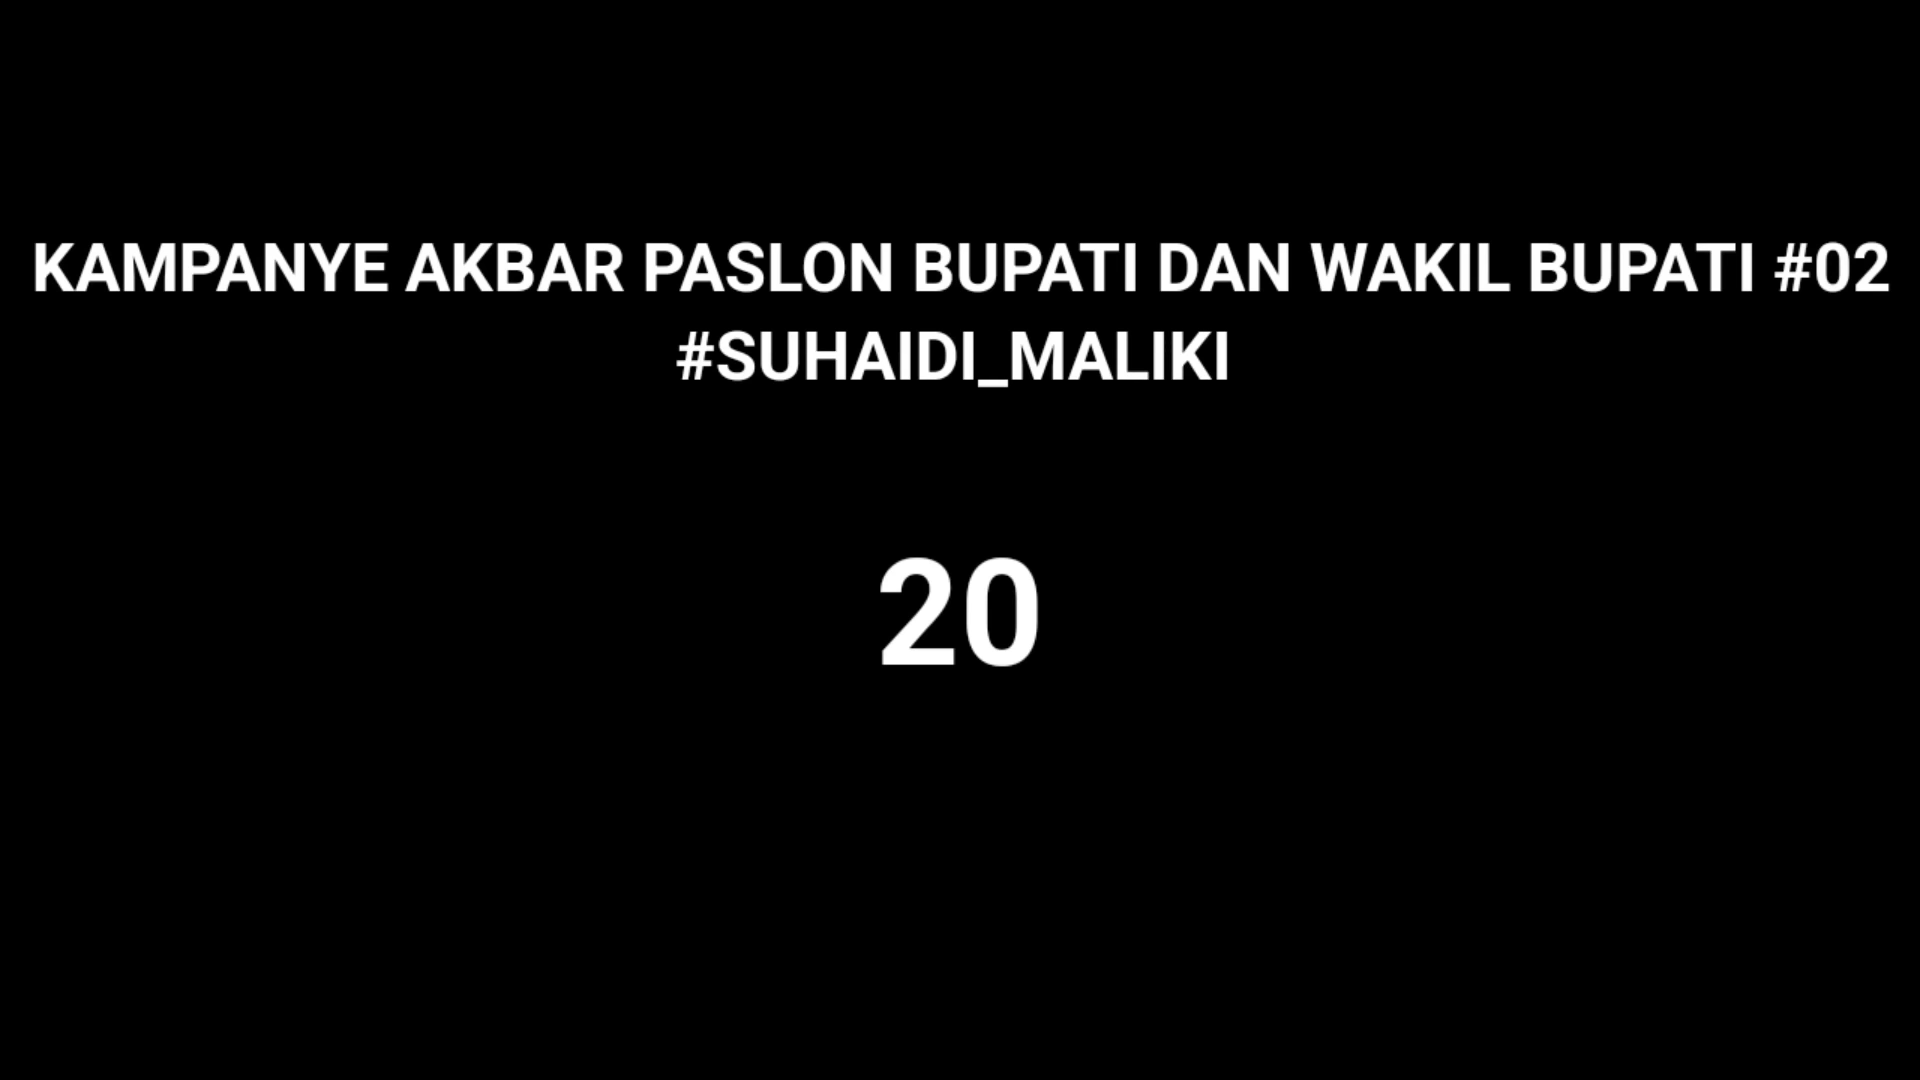 KAMPANYE AKBAR PASLON BUPATI DAN WAKIL BUPATI #02
#SUHAIDI_MALIKI
20